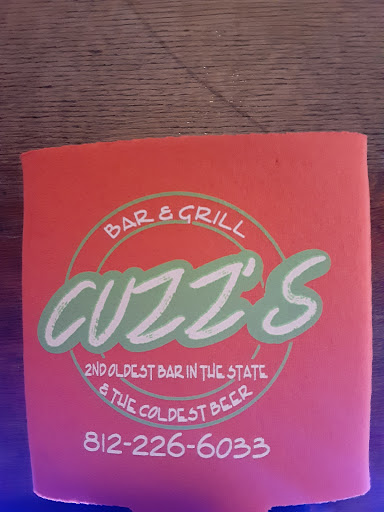 BAR & GRILL
CUZZ'S
2ND OLDEST BAR IN THE STATE
& THE COLDEST BEER
812-226-6033